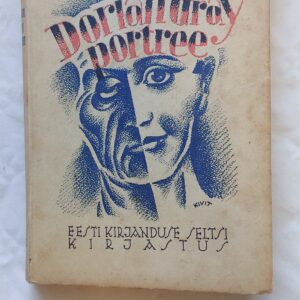 Dorian Gray
portree
KIVIT
EESTI KIRJANDUSE SELTSI
KIRJASTUS